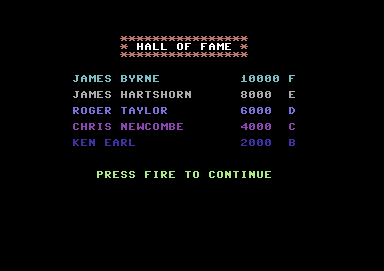 ****************
* HALL OF FAME *
****************
JAMES BYRNE 10000 F
JAMES HARTSHORN 8000 E
ROGER TAYLOR 6000 D
CHRIS NEWCOMBE 4000 C
KEN EARL 2000 B
PRESS FIRE TO CONTINUE